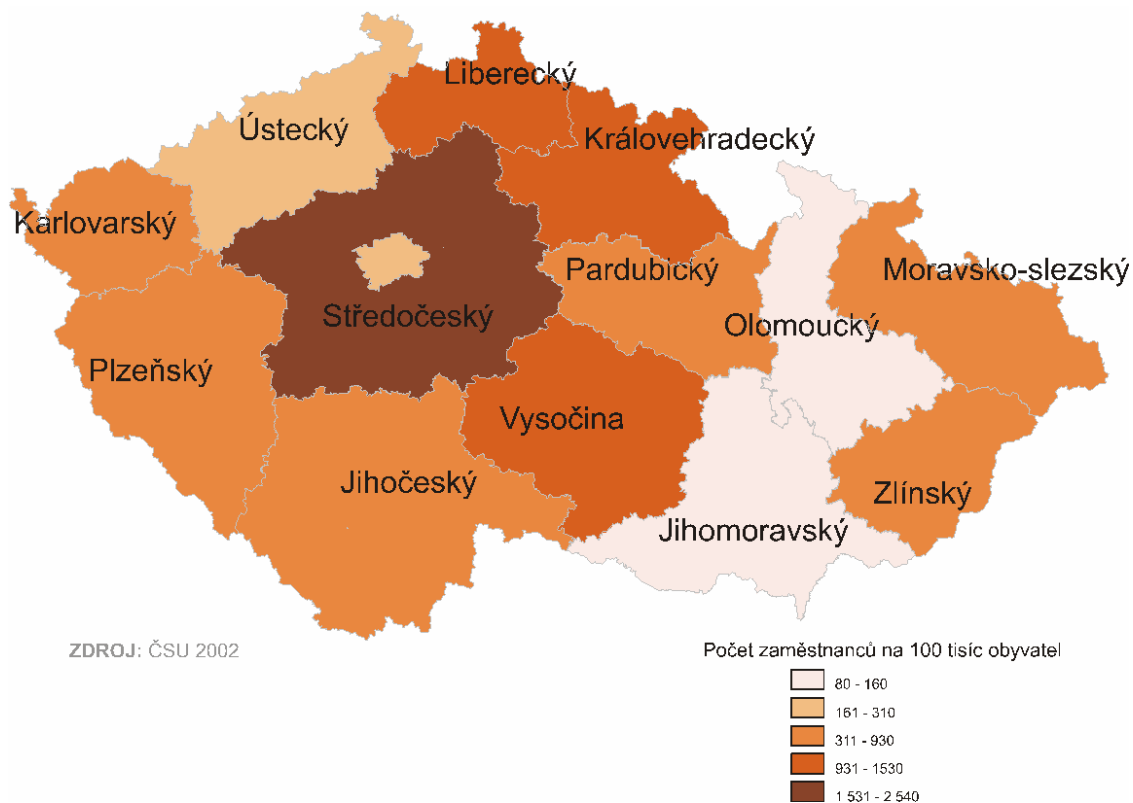 Liberecký
Ústecký
Královehradecký
Karlovarský
Pardubický
Moravsko-slezský
Středočeský
Olomoucký
Plzeňský
Vysočina
Jihočeský
Zlínský
Jihomoravský
ZDROJ: ČSU 2002
Počet zaměstnanců na 100 tisíc obyvatel
80 - 160
161 - 310
311 - 930
931 - 1530
1 531 - 2 540